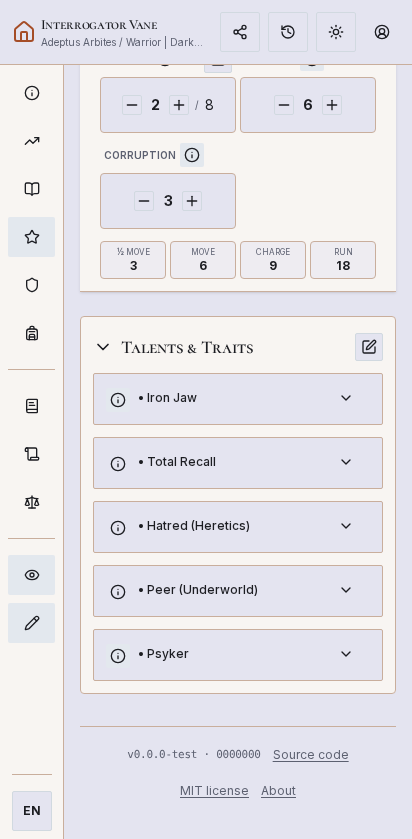 Interrogator Vane
Adeptus Arbites / Warrior | Dark...
2 / 8
6
CORRUPTION
3
½ MOVE
3
MOVE
6
CHARGE
9
RUN
18
Talents & Traits
• Iron Jaw
• Total Recall
• Hatred (Heretics)
• Peer (Underworld)
• Psyker
v0.0.0-test · 0000000 Source code
MIT license About
EN